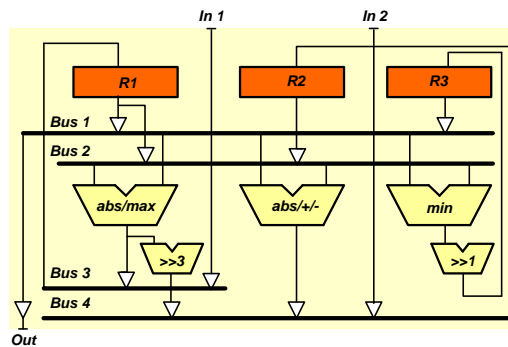 In 1 In 2
R1 R2 R3
Bus 1
Bus 2
abs/max abs/+/- min
>>3 >>1
Bus 3
Bus 4
Out